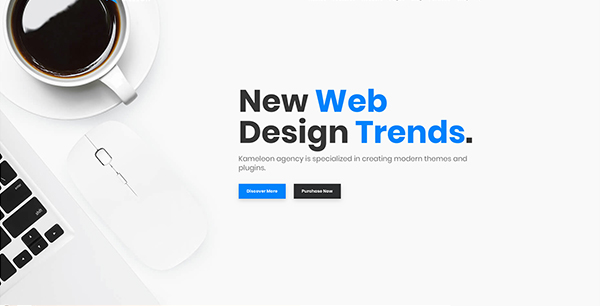 New Web
Design Trends.
Kameleon agency is specialized in creating modern themes and
plugins.
Discover More
Purchase Now